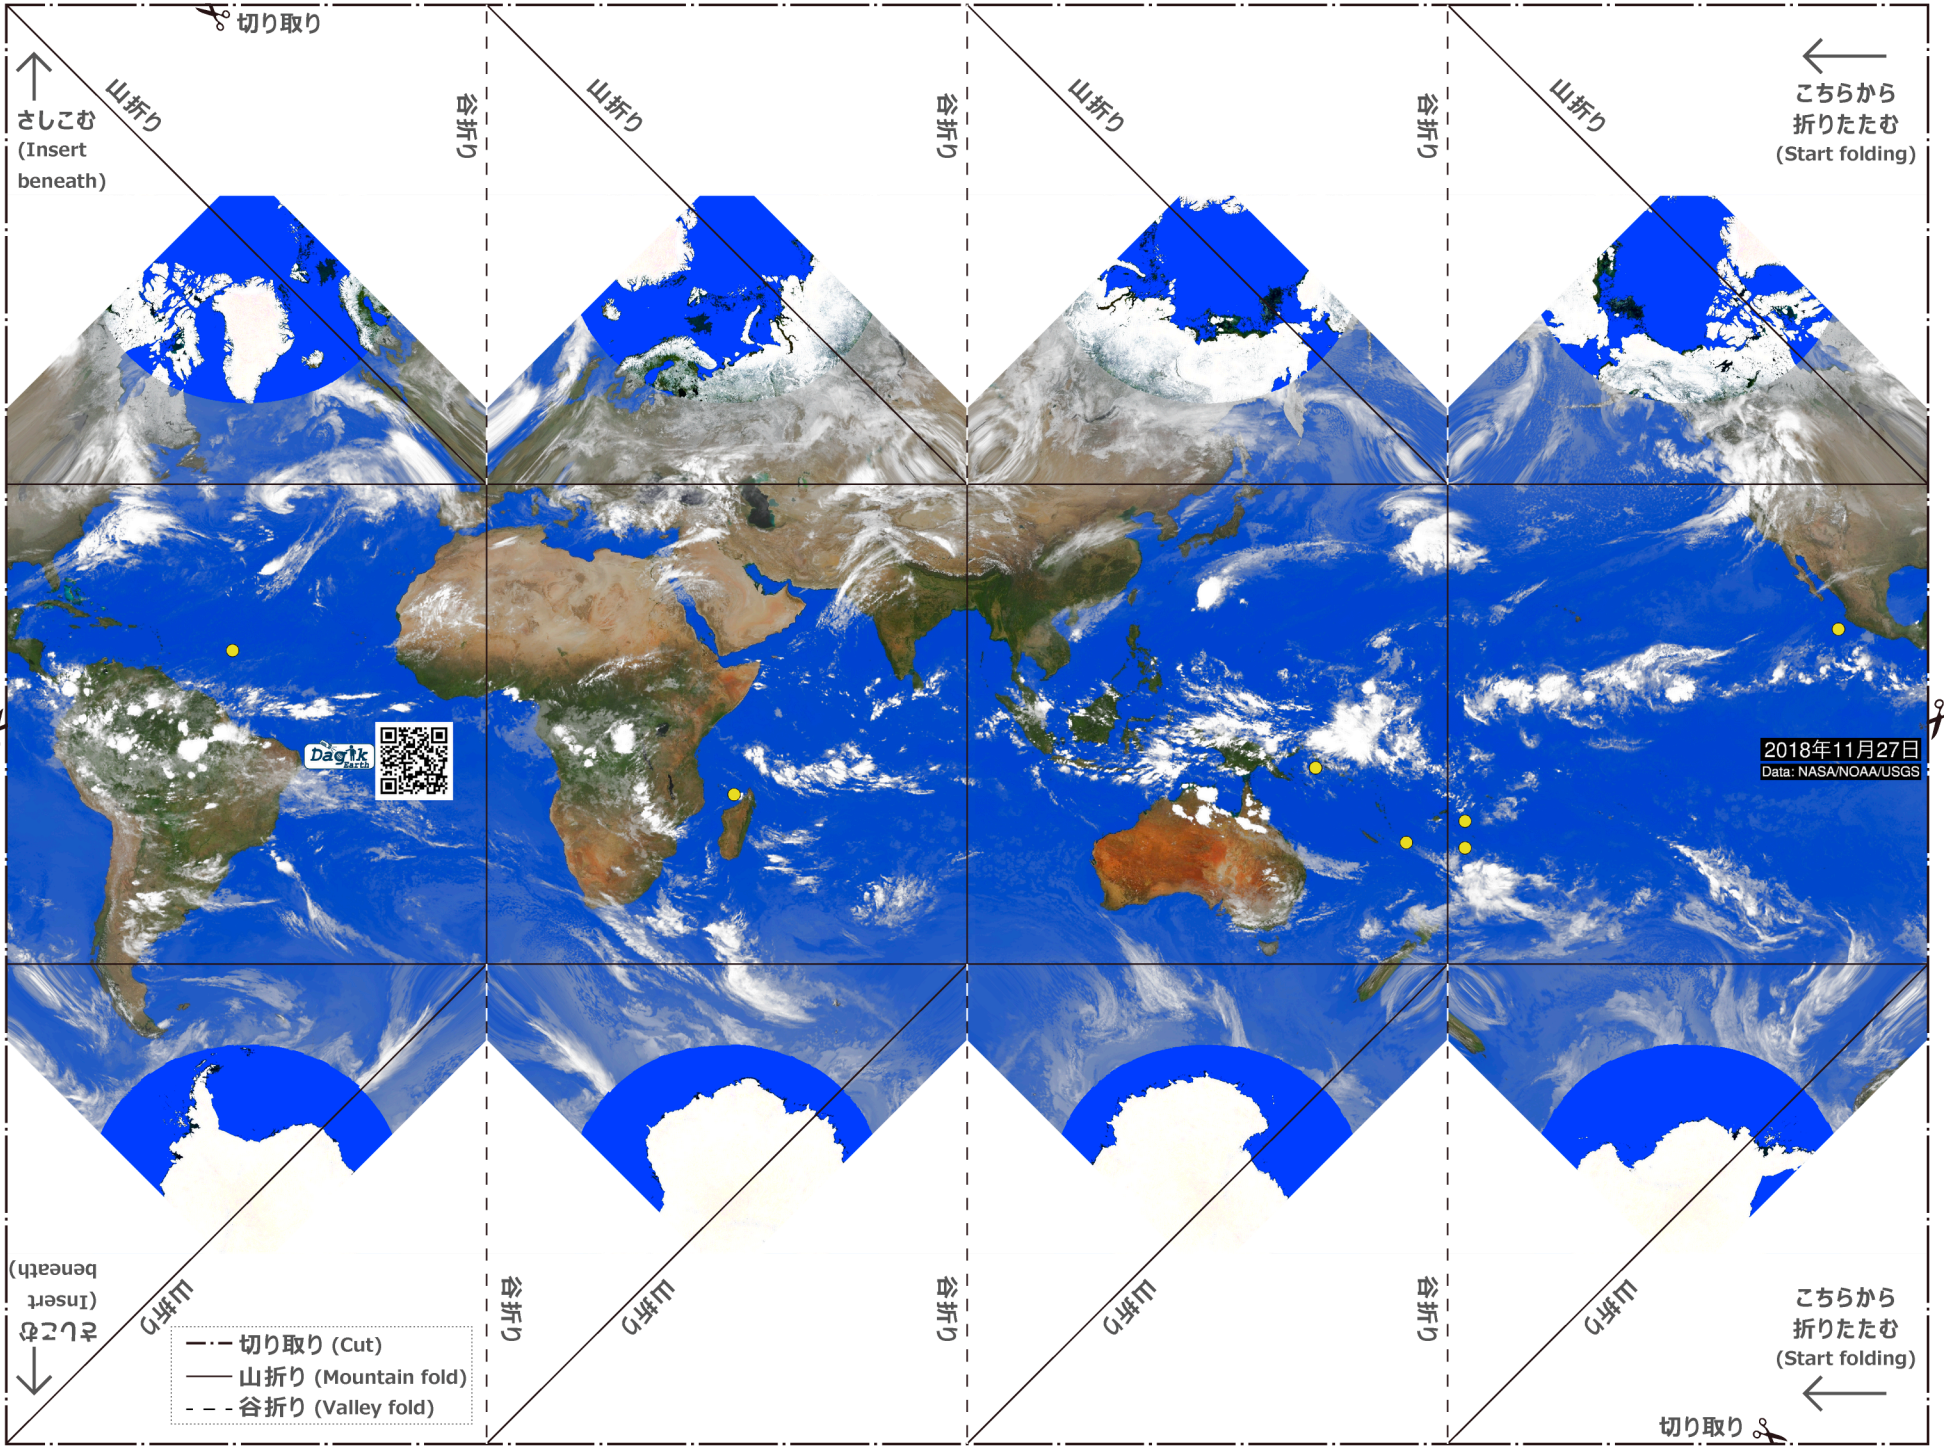 切り取り
山折り
谷折り
山折り
谷折り
山折り
谷折り
山折り
さしこむ
(Insert
beneath)
こちらから
折りたたむ
(Start folding)
Dagik
Earth
2018年11月27日
Data: NASA/NOAA/USGS
さしこむ
(Insert
beneath)
山折り
谷折り
山折り
谷折り
山折り
谷折り
山折り
こちらから
折りたたむ
(Start folding)
切り取り (Cut)
山折り (Mountain fold)
谷折り (Valley fold)
切り取り